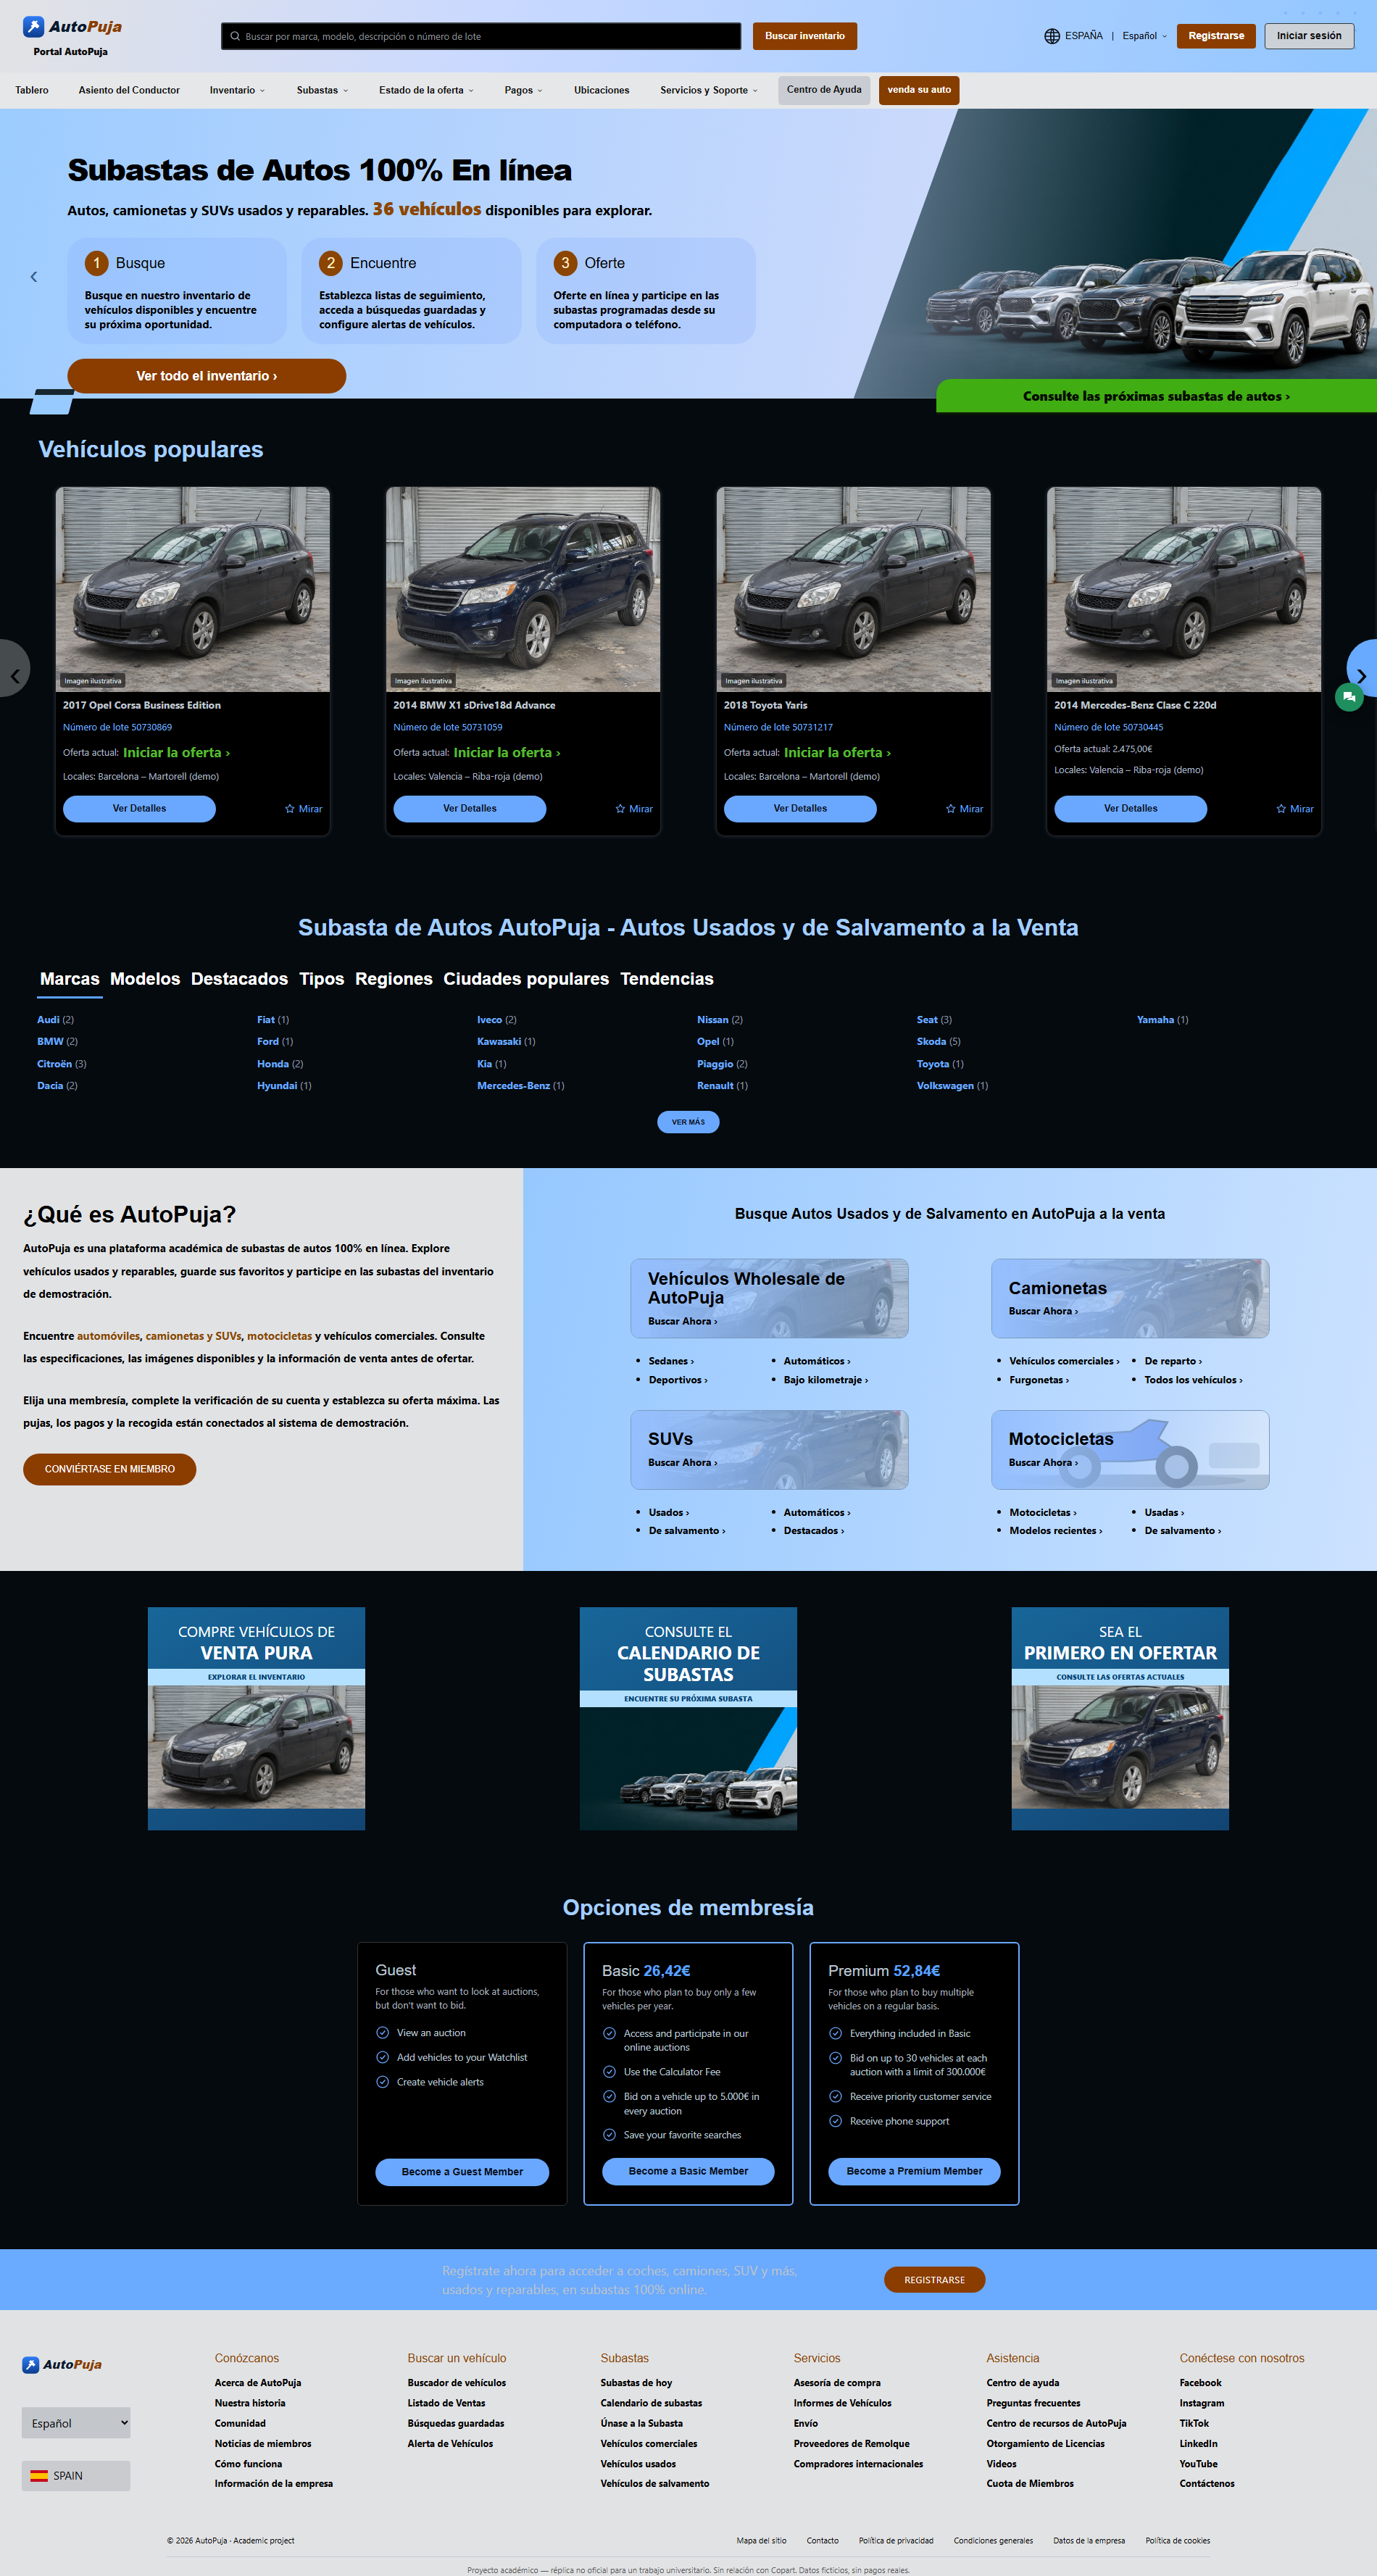 AutoPuja
Portal AutoPuja
Buscar por marca, modelo, descripción o número de lote
Buscar inventario
ESPAÑA | Español
Registrarse
Iniciar sesión
Tablero
Asiento del Conductor
Inventario
Subastas
Estado de la oferta
Pagos
Ubicaciones
Servicios y Soporte
Centro de Ayuda
venda su auto
Subastas de Autos 100% En línea
Autos, camionetas y SUVs usados y reparables. 36 vehículos disponibles para explorar.
1 Busque
Busque en nuestro inventario de
vehículos disponibles y encuentre
su próxima oportunidad.
2 Encuentre
Establezca listas de seguimiento,
acceda a búsquedas guardadas y
configure alertas de vehículos.
3 Oferte
Oferte en línea y participe en las
subastas programadas desde su
computadora o teléfono.
Ver todo el inventario ›
Consulte las próximas subastas de autos ›
Vehículos populares
Imagen ilustrativa
2017 Opel Corsa Business Edition
Número de lote 50730869
Oferta actual: Iniciar la oferta ›
Locales: Barcelona – Martorell (demo)
Ver Detalles
Mirar
Imagen ilustrativa
2014 BMW X1 sDrive18d Advance
Número de lote 50731059
Oferta actual: Iniciar la oferta ›
Locales: Valencia – Riba-roja (demo)
Ver Detalles
Mirar
Imagen ilustrativa
2018 Toyota Yaris
Número de lote 50731217
Oferta actual: Iniciar la oferta ›
Locales: Barcelona – Martorell (demo)
Ver Detalles
Mirar
Imagen ilustrativa
2014 Mercedes-Benz Clase C 220d
Número de lote 50730445
Oferta actual: 2.475,00€
Locales: Valencia – Riba-roja (demo)
Ver Detalles
Mirar
Subasta de Autos AutoPuja - Autos Usados y de Salvamento a la Venta
Marcas Modelos Destacados Tipos Regiones Ciudades populares Tendencias
Audi (2)
BMW (2)
Citroën (3)
Dacia (2)
Fiat (1)
Ford (1)
Honda (2)
Hyundai (1)
Iveco (2)
Kawasaki (1)
Kia (1)
Mercedes-Benz (1)
Nissan (2)
Opel (1)
Piaggio (2)
Renault (1)
Seat (3)
Skoda (5)
Toyota (1)
Volkswagen (1)
Yamaha (1)
VER MÁS
¿Qué es AutoPuja?
AutoPuja es una plataforma académica de subastas de autos 100% en línea. Explore
vehículos usados y reparables, guarde sus favoritos y participe en las subastas del inventario
de demostración.
Encuentre automóviles, camionetas y SUVs, motocicletas y vehículos comerciales. Consulte
las especificaciones, las imágenes disponibles y la información de venta antes de ofertar.
Elija una membresía, complete la verificación de su cuenta y establezca su oferta máxima. Las
pujas, los pagos y la recogida están conectados al sistema de demostración.
CONVIÉRTASE EN MIEMBRO
Busque Autos Usados y de Salvamento en AutoPuja a la venta
Vehículos Wholesale de
AutoPuja
Buscar Ahora ›
• Sedanes ›
• Deportivos ›
• Automáticos ›
• Bajo kilometraje ›
Camionetas
Buscar Ahora ›
• Vehículos comerciales ›
• Furgonetas ›
• De reparto ›
• Todos los vehículos ›
SUVs
Buscar Ahora ›
• Usados ›
• De salvamento ›
• Automáticos ›
• Destacados ›
Motocicletas
Buscar Ahora ›
• Motocicletas ›
• Modelos recientes ›
• Usadas ›
• De salvamento ›
COMPRE VEHÍCULOS DE
VENTA PURA
EXPLORAR EL INVENTARIO
CONSULTE EL
CALENDARIO DE
SUBASTAS
ENCUENTRE SU PRÓXIMA SUBASTA
SEA EL
PRIMERO EN OFERTAR
CONSULTE LAS OFERTAS ACTUALES
Opciones de membresía
Guest
For those who want to look at auctions,
but don't want to bid.
View an auction
Add vehicles to your Watchlist
Create vehicle alerts
Become a Guest Member
Basic 26,42€
For those who plan to buy only a few
vehicles per year.
Access and participate in our
online auctions
Use the Calculator Fee
Bid on a vehicle up to 5.000€ in
every auction
Save your favorite searches
Become a Basic Member
Premium 52,84€
For those who plan to buy multiple
vehicles on a regular basis.
Everything included in Basic
Bid on up to 30 vehicles at each
auction with a limit of 300.000€
Receive priority customer service
Receive phone support
Become a Premium Member
Regístrate ahora para acceder a coches, camiones, SUV y más,
usados y reparables, en subastas 100% online.
REGISTRARSE
AutoPuja
Español
SPAIN
Conózcanos
Acerca de AutoPuja
Nuestra historia
Comunidad
Noticias de miembros
Cómo funciona
Información de la empresa
Buscar un vehículo
Buscador de vehículos
Listado de Ventas
Búsquedas guardadas
Alerta de Vehículos
Subastas
Subastas de hoy
Calendario de subastas
Únase a la Subasta
Vehículos comerciales
Vehículos usados
Vehículos de salvamento
Servicios
Asesoría de compra
Informes de Vehículos
Envío
Proveedores de Remolque
Compradores internacionales
Asistencia
Centro de ayuda
Preguntas frecuentes
Centro de recursos de AutoPuja
Otorgamiento de Licencias
Videos
Cuota de Miembros
Conéctese con nosotros
Facebook
Instagram
TikTok
LinkedIn
YouTube
Contáctenos
© 2026 AutoPuja · Academic project
Mapa del sitio
Contacto
Política de privacidad
Condiciones generales
Datos de la empresa
Política de cookies
Proyecto académico — réplica no oficial para un trabajo universitario. Sin relación con Copart. Datos ficticios, sin pagos reales.